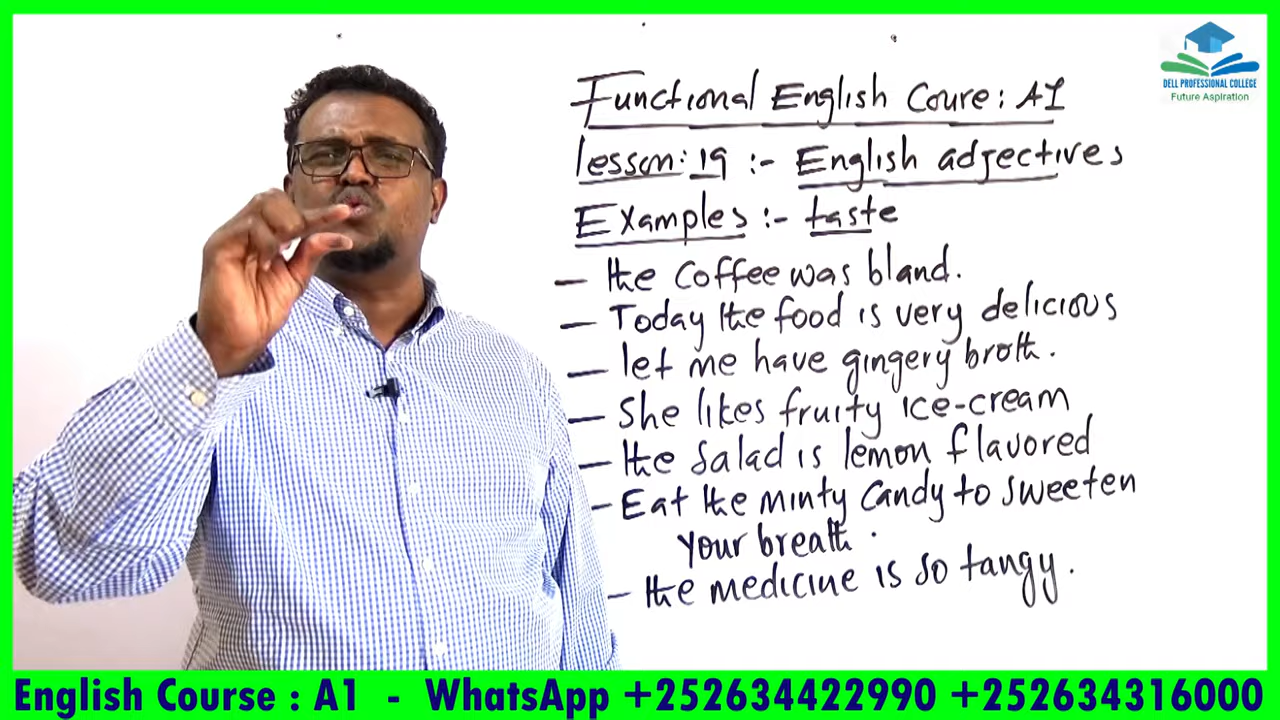 DELL PROFESSIONAL COLLEGE
Future Aspiration
Functional English Coure: A1
lesson: 19 :- English adjectives
Examples :- taste
- the coffee was bland.
- Today the food is very delicious
- let me have gingery broth.
- She likes fruity ice-cream
- the salad is lemon flavored
- Eat the minty candy to sweeten
your breath.
- the medicine is so tangy.
English Course : A1 - WhatsApp +252634422990 +252634316000